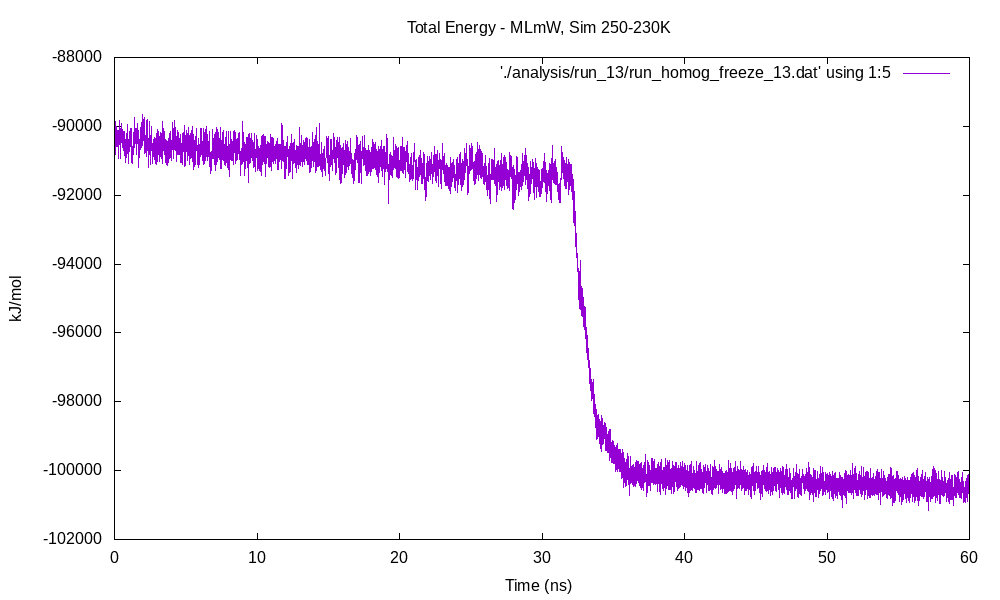 Total Energy - MLmW, Sim 250-230K
'./analysis/run_13/run_homog_freeze_13.dat' using 1:5
kJ/mol
-88000
-90000
-92000
-94000
-96000
-98000
-100000
-102000
0 10 20 30 40 50 60
Time (ns)